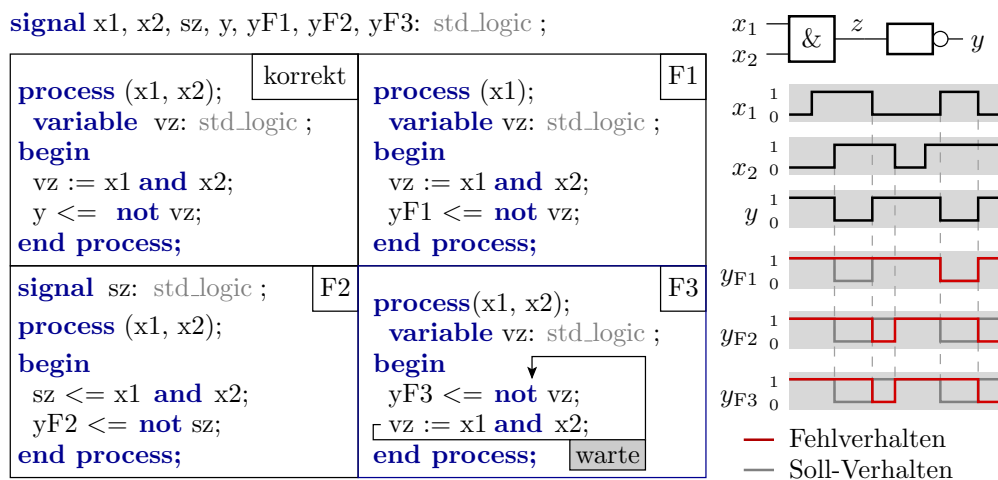 signal x1, x2, sz, y, yF1, yF2, yF3: std_logic ;
korrekt
process (x1, x2);
variable vz: std_logic ;
begin
vz := x1 and x2;
y <= not vz;
end process;
F1
process (x1);
variable vz: std_logic ;
begin
vz := x1 and x2;
yF1 <= not vz;
end process;
signal sz: std_logic ;
F2
process (x1, x2);
begin
sz <= x1 and x2;
yF2 <= not sz;
end process;
F3
process(x1, x2);
variable vz: std_logic ;
begin
yF3 <= not vz;
vz := x1 and x2;
end process;
warte
x1
x2
&
z
y
x1 1
0
x2 1
0
y 1
0
yF1 1
0
yF2 1
0
yF3 1
0
Fehlverhalten
Soll-Verhalten